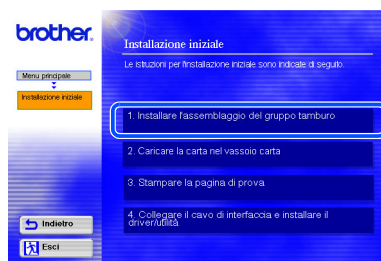 brother.
Installazione iniziale
Le istruzioni per l'installazione iniziale sono indicate di seguito.
Menu principale
Installazione iniziale
1. Installare l'assemblaggio del gruppo tamburo
2. Caricare la carta nel vassoio carta
3. Stampare la pagina di prova
4. Collegare il cavo di interfaccia e installare il
driver/utilità
Indietro
Esci